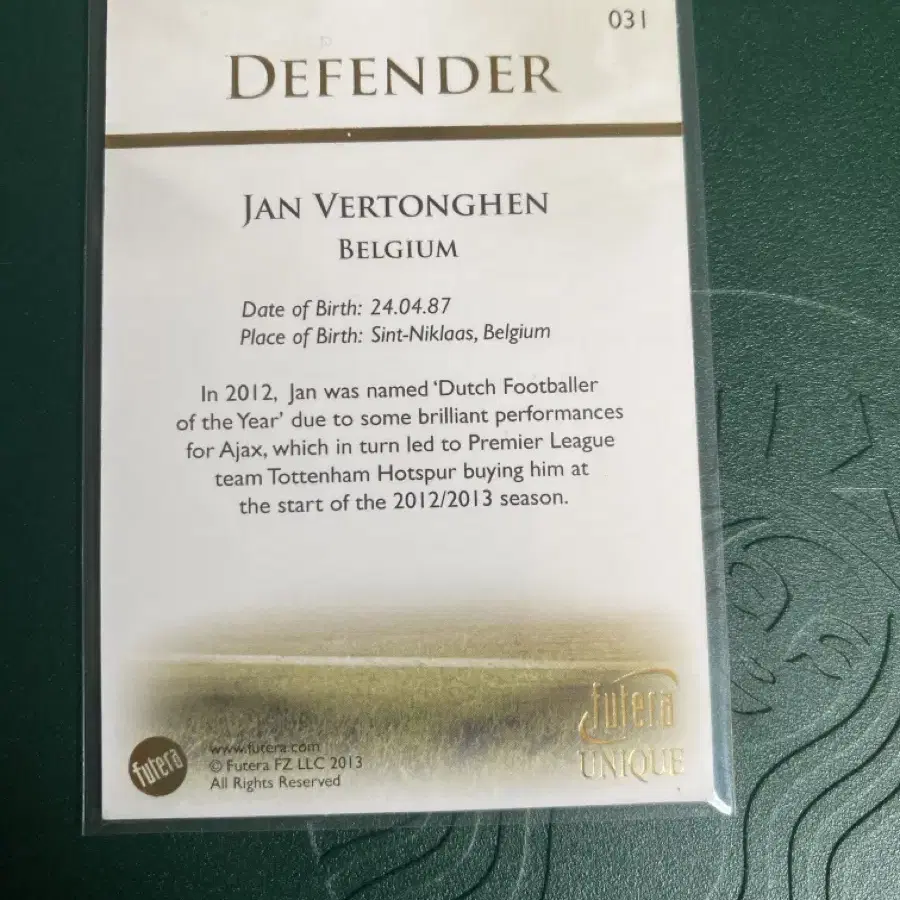 031
DEFENDER
JAN VERTONGHEN
BELGIUM
Date of Birth: 24.04.87
Place of Birth: Sint-Niklaas, Belgium
In 2012, Jan was named ‘Dutch Footballer
of the Year’ due to some brilliant performances
for Ajax, which in turn led to Premier League
team Tottenham Hotspur buying him at
the start of the 2012/2013 season.
futera
UNIQUE
futera
www.futera.com
© Futera FZ LLC 2013
All Rights Reserved